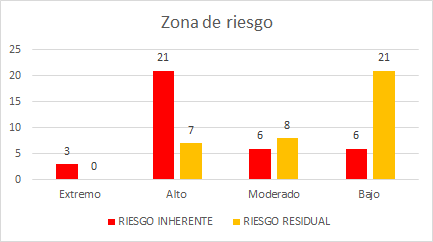 Zona de riesgo
25
20
15
10
5
0
3
0
21
7
6
8
6
21
Extremo
Alto
Moderado
Bajo
RIESGO INHERENTE
RIESGO RESIDUAL